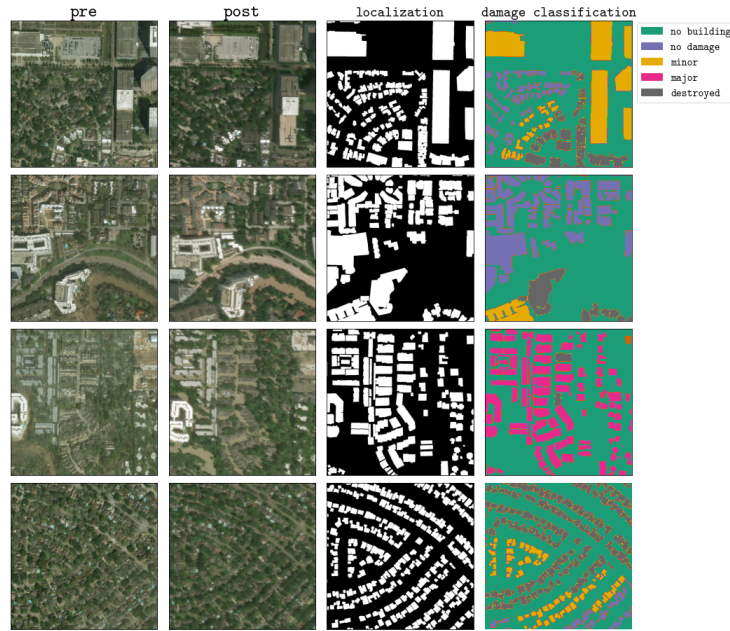 pre
post
localization
damage classification
no building
no damage
minor
major
destroyed